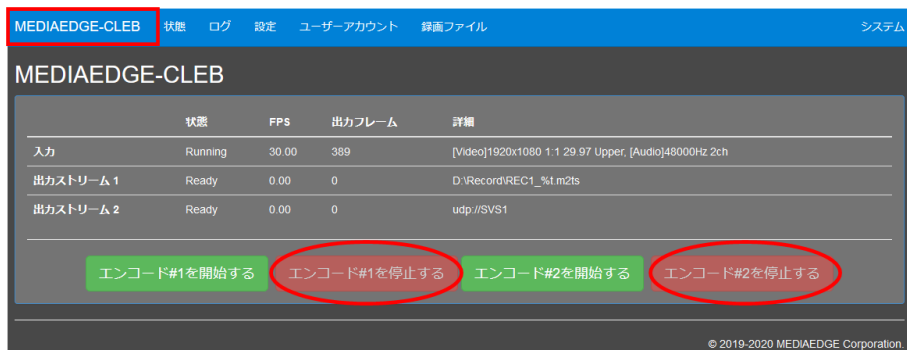 MEDIAEDGE-CLEB 状態 ログ 設定 ユーザーアカウント 録画ファイル システム
MEDIAEDGE-CLEB
状態 FPS 出力フレーム 詳細
入力 Running 30.00 389 [Video]1920x1080 1:1 29.97 Upper, [Audio]48000Hz 2ch
出力ストリーム 1 Ready 0.00 0 D:\Record\REC1_%t.m2ts
出力ストリーム 2 Ready 0.00 0 udp://SVS1
エンコード#1を開始する エンコード#1を停止する エンコード#2を開始する エンコード#2を停止する
© 2019-2020 MEDIAEDGE Corporation.